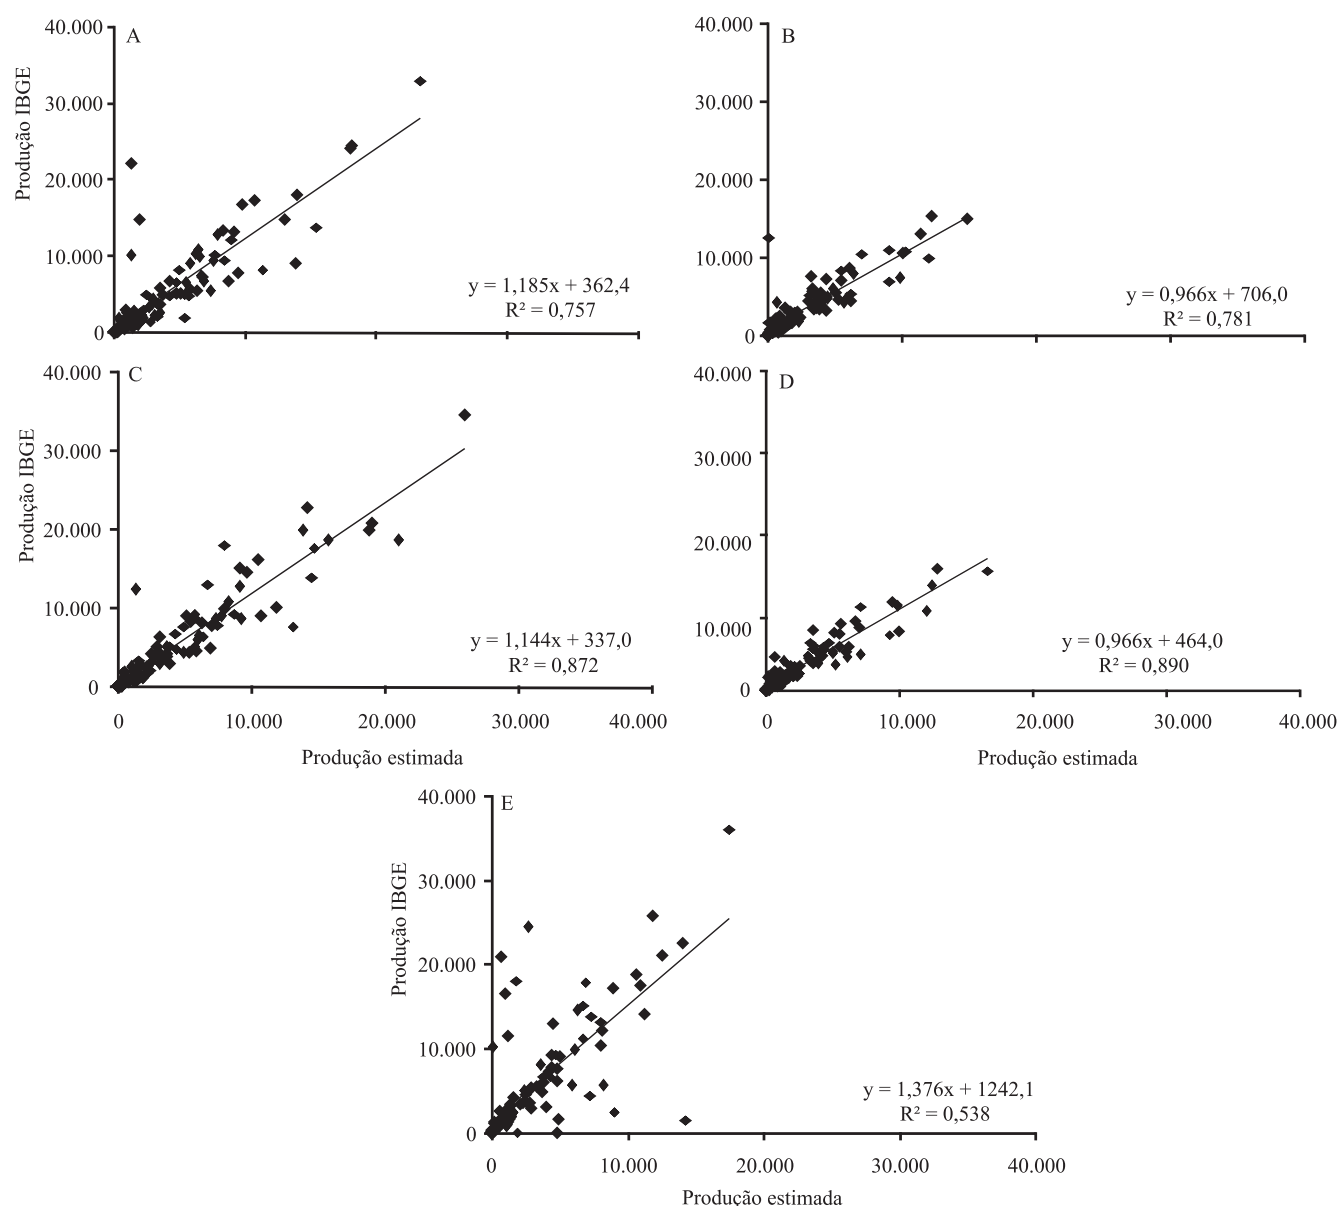 40.000
A
30.000
20.000
10.000
0
Produção IBGE
y = 1,185x + 362,4
R² = 0,757
40.000
B
30.000
20.000
10.000
0
y = 0,966x + 706,0
R² = 0,781
40.000
C
30.000
20.000
10.000
0
Produção IBGE
y = 1,144x + 337,0
R² = 0,872
0 10.000 20.000 30.000 40.000
Produção estimada
40.000
D
30.000
20.000
10.000
0
y = 0,966x + 464,0
R² = 0,890
0 10.000 20.000 30.000 40.000
Produção estimada
40.000
E
30.000
20.000
10.000
0
Produção IBGE
y = 1,376x + 1242,1
R² = 0,538
0 10.000 20.000 30.000 40.000
Produção estimada